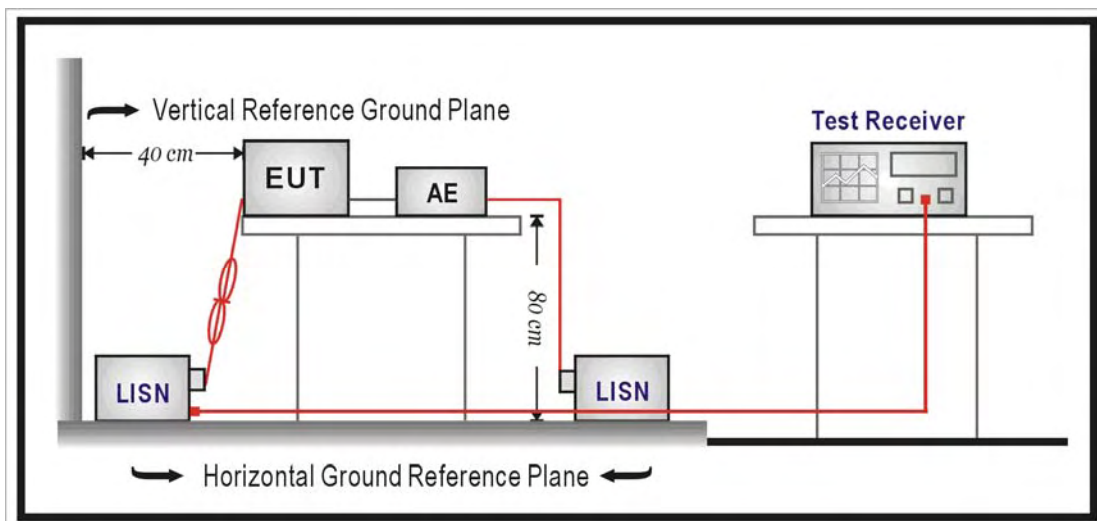 Vertical Reference Ground Plane
40 cm
EUT
AE
Test Receiver
80 cm
LISN
LISN
Horizontal Ground Reference Plane